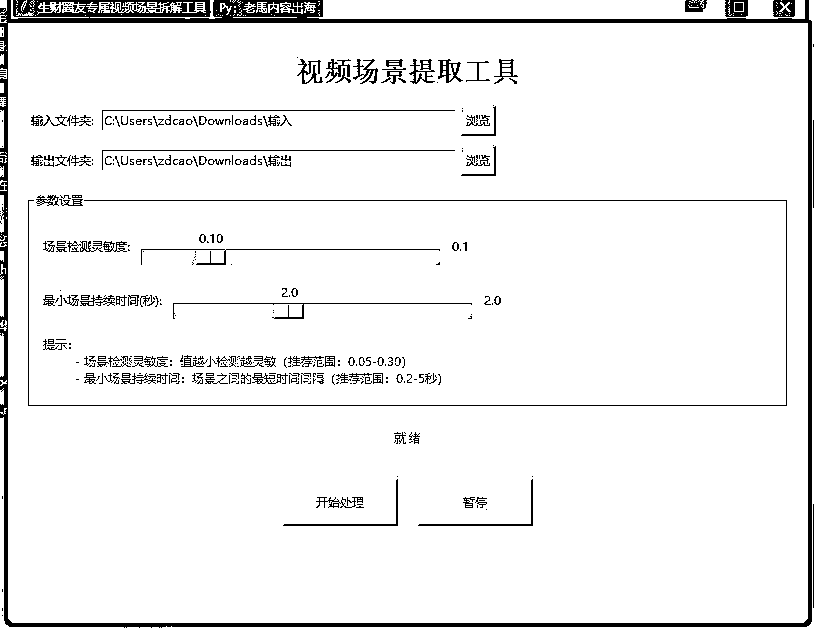 生财圈友专属视频场景拆解工具 Py: 老馬内容出海
视频场景提取工具
输入文件夹: C:\Users\zdcao\Downloads\输入 浏览
输出文件夹: C:\Users\zdcao\Downloads\输出 浏览
参数设置
0.10
场景检测灵敏度: 0.1
2.0
最小场景持续时间(秒): 2.0
提示:
- 场景检测灵敏度: 值越小检测越灵敏 (推荐范围: 0.05-0.30)
- 最小场景持续时间: 场景之间的最短时间间隔 (推荐范围: 0.2-5秒)
就绪
开始处理 暂停